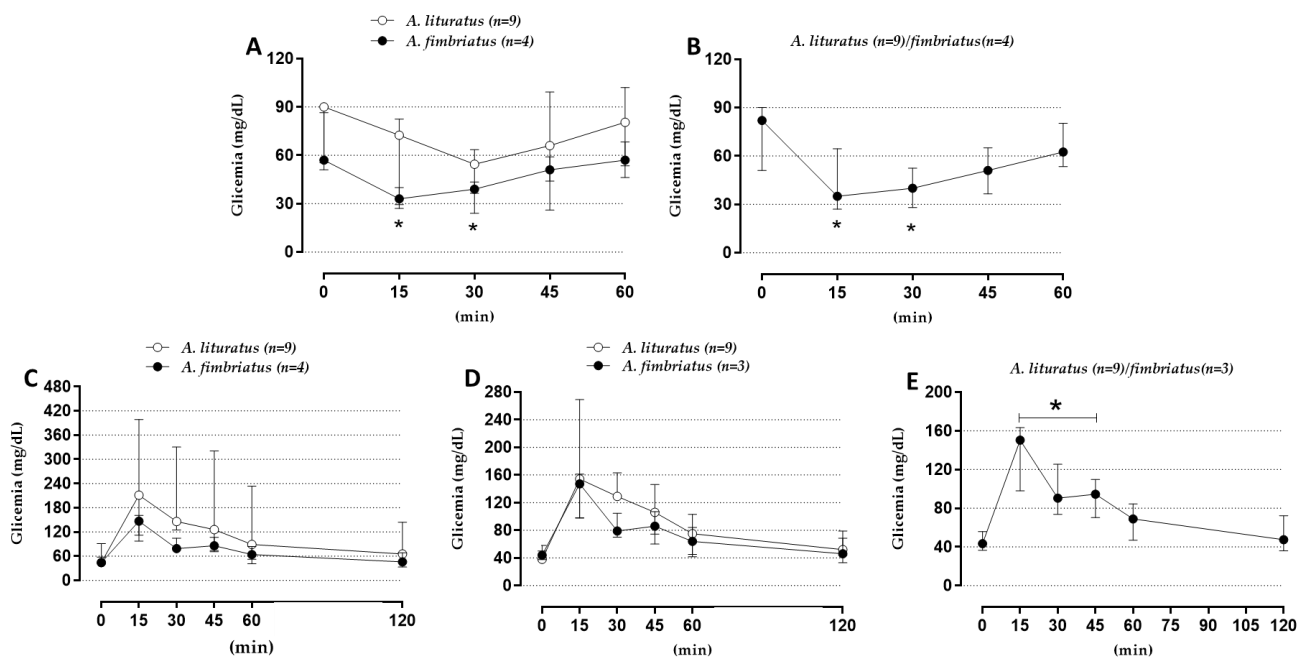 A
A. lituratus (n=9)
A. fimbriatus (n=4)
Glicemia (mg/dL)
120
90
60
30
0
*
*
0 15 30 45 60
(min)
B
A. lituratus (n=9)/fimbriatus(n=4)
Glicemia (mg/dL)
120
90
60
30
0
*
*
0 15 30 45 60
(min)
C
A. lituratus (n=9)
A. fimbriatus (n=4)
Glicemia (mg/dL)
480
420
360
300
240
180
120
60
0
0 15 30 45 60 120
(min)
D
A. lituratus (n=9)
A. fimbriatus (n=3)
Glicemia (mg/dL)
280
240
200
160
120
80
40
0
0 15 30 45 60 120
(min)
E
A. lituratus (n=9)/fimbriatus(n=3)
Glicemia (mg/dL)
200
160
120
80
40
0
*
0 15 30 45 60 75 90 105 120
(min)